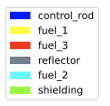 control_rod
fuel_1
fuel_3
reflector
fuel_2
shielding